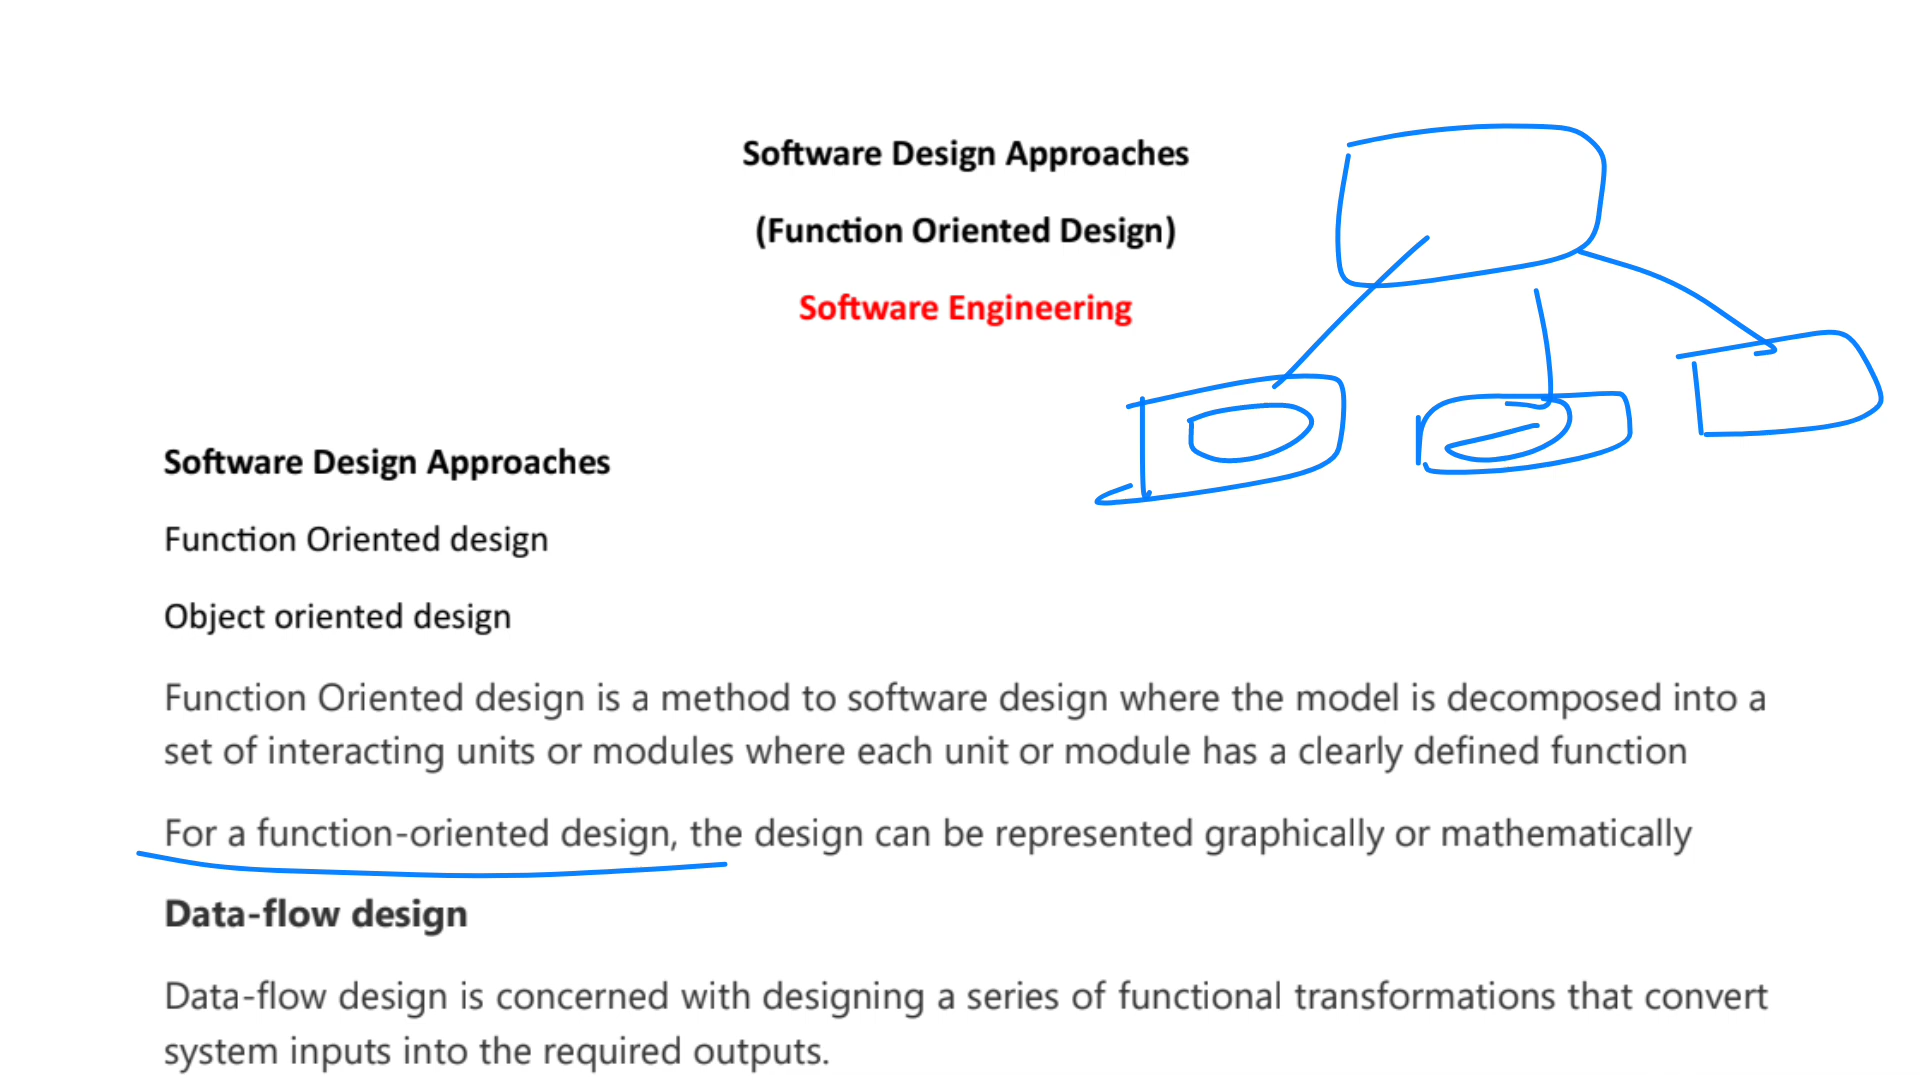 Software Design Approaches
(Function Oriented Design)
Software Engineering
Software Design Approaches
Function Oriented design
Object oriented design
Function Oriented design is a method to software design where the model is decomposed into a
set of interacting units or modules where each unit or module has a clearly defined function
For a function-oriented design, the design can be represented graphically or mathematically
Data-flow design
Data-flow design is concerned with designing a series of functional transformations that convert
system inputs into the required outputs.